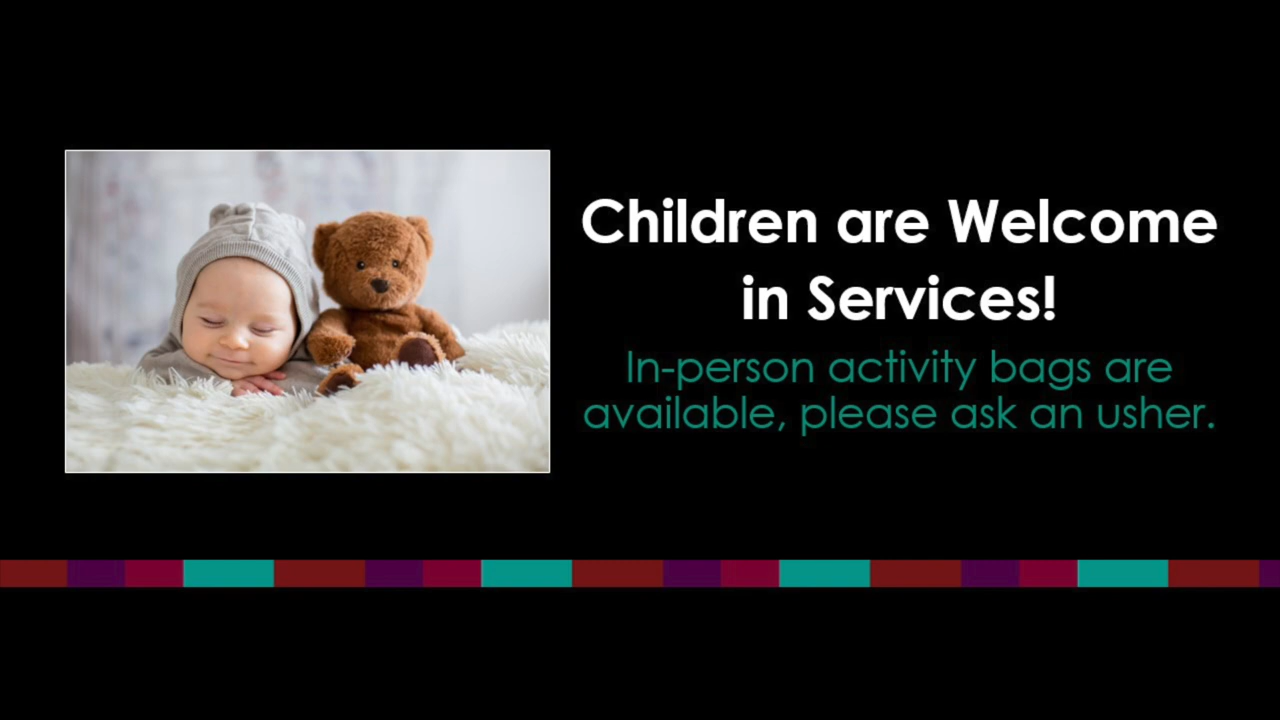 Children are Welcome
in Services!
In-person activity bags are
available, please ask an usher.